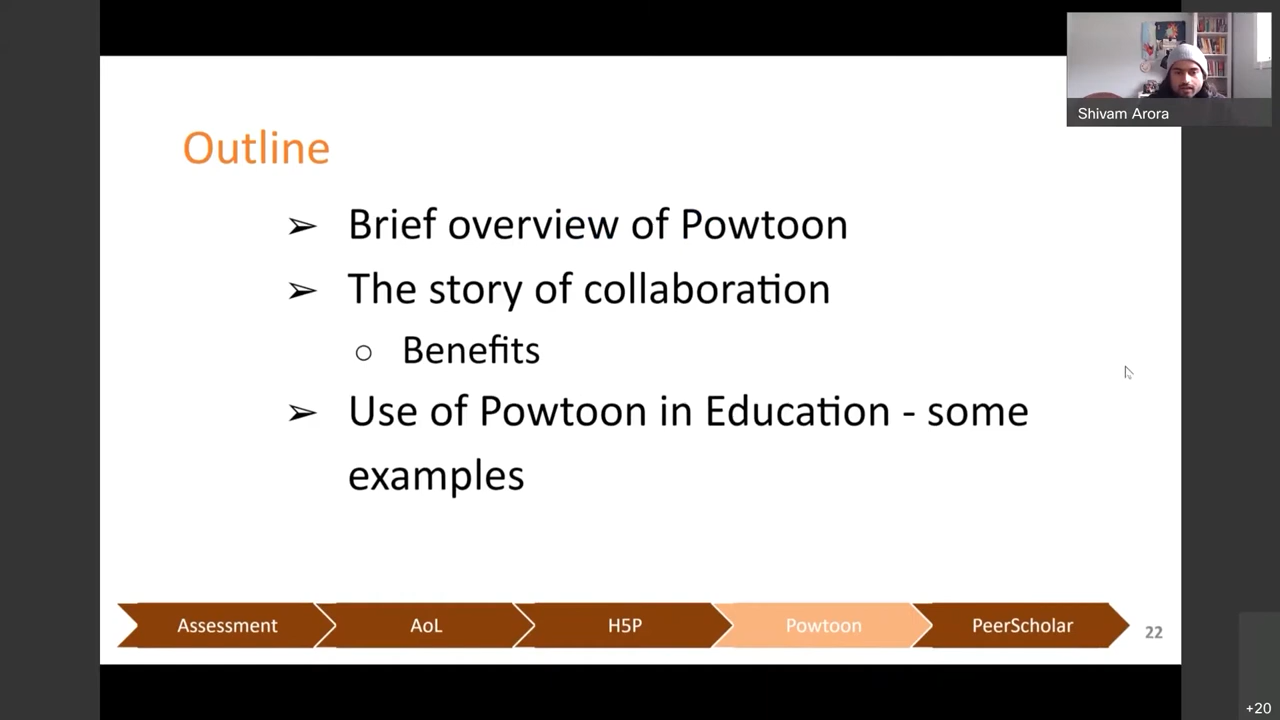 Shivam Arora
Outline
➢ Brief overview of Powtoon
➢ The story of collaboration
○ Benefits
➢ Use of Powtoon in Education - some
examples
Assessment
AoL
H5P
Powtoon
PeerScholar
22
+20